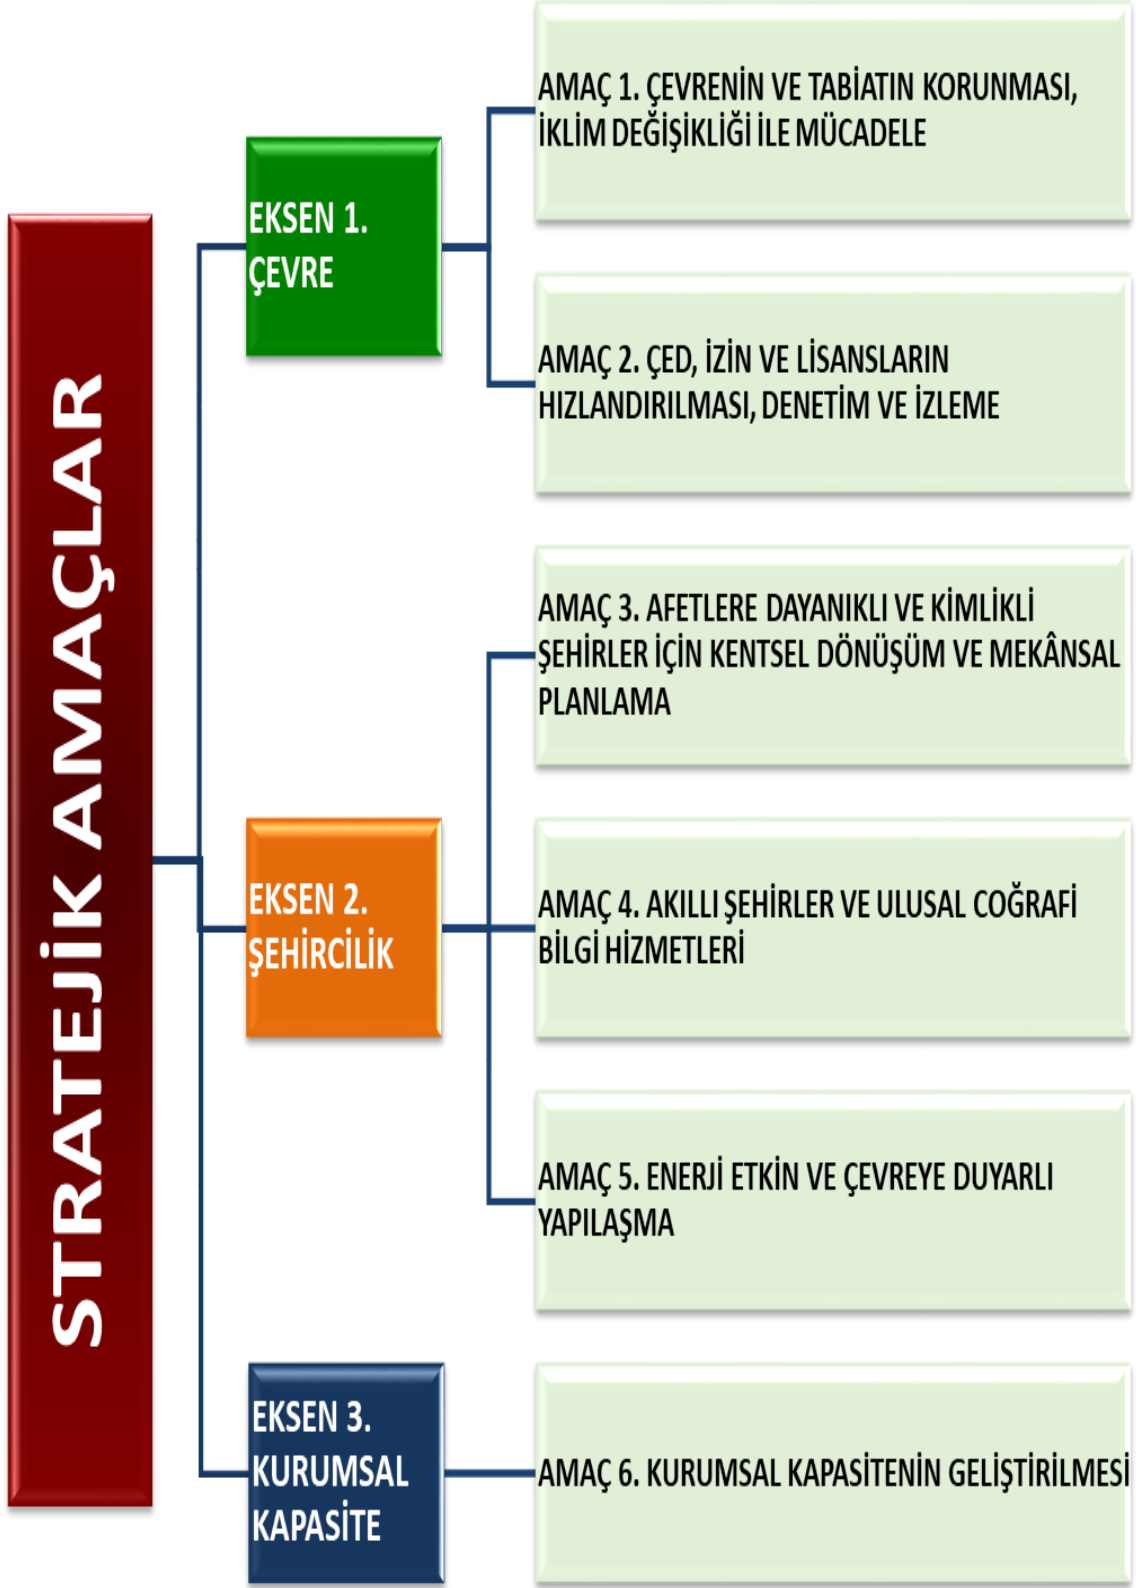 STRATEJİK AMAÇLAR
EKSEN 1.
ÇEVRE
AMAÇ 1. ÇEVRENİN VE TABİATIN KORUNMASI,
İKLİM DEĞİŞİKLİĞİ İLE MÜCADELE
AMAÇ 2. ÇED, İZİN VE LİSANSLARIN
HIZLANDIRILMASI, DENETİM VE İZLEME
EKSEN 2.
ŞEHİRCİLİK
AMAÇ 3. AFETLERE DAYANIKLI VE KİMLİKLİ
ŞEHİRLER İÇİN KENTSEL DÖNÜŞÜM VE MEKÂNSAL
PLANLAMA
AMAÇ 4. AKILLI ŞEHİRLER VE ULUSAL COĞRAFİ
BİLGİ HİZMETLERİ
AMAÇ 5. ENERJİ ETKİN VE ÇEVREYE DUYARLI
YAPILAŞMA
EKSEN 3.
KURUMSAL
KAPASİTE
AMAÇ 6. KURUMSAL KAPASİTENİN GELİŞTİRİLMESİ